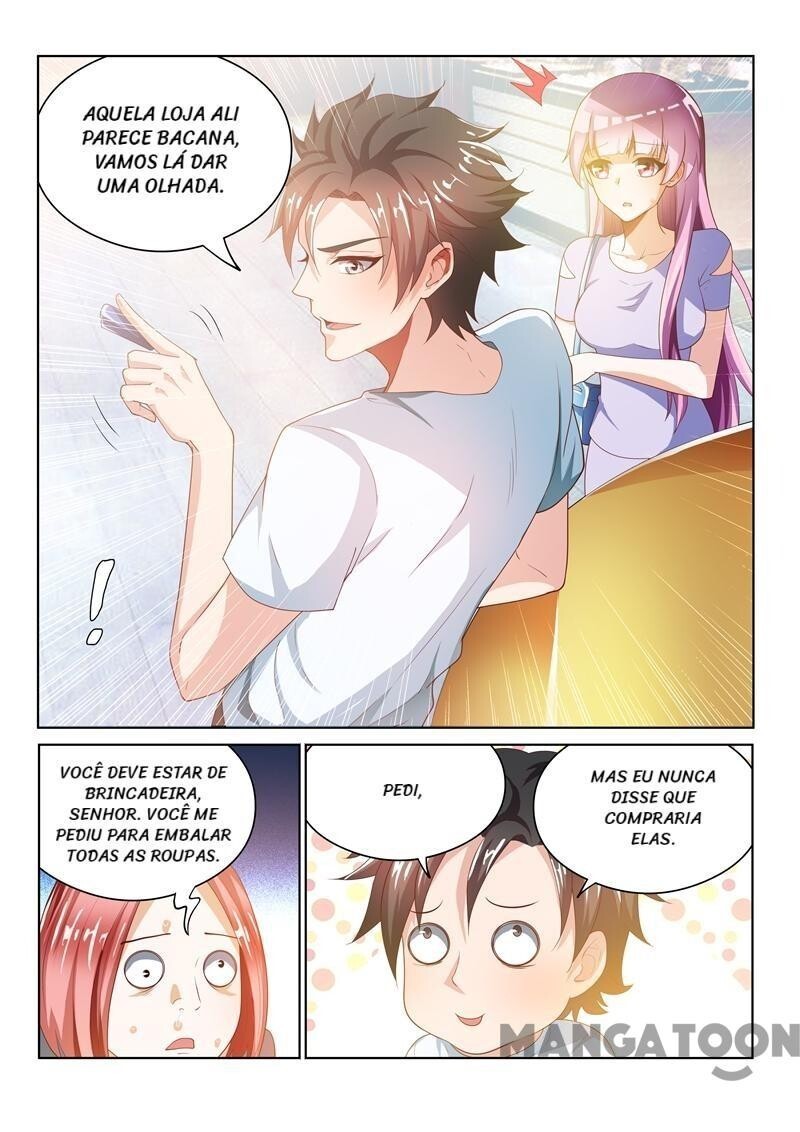 AQUELA LOJA ALI
PARECE BACANA,
VAMOS LÁ DAR
UMA OLHADA.
VOCÊ DEVE ESTAR DE
BRINCADEIRA,
SENHOR. VOCÊ ME
PEDIU PARA EMBALAR
TODAS AS ROUPAS.
PEDI,
MAS EU NUNCA
DISSE QUE
COMPRARIA
ELAS.
MANGATOON